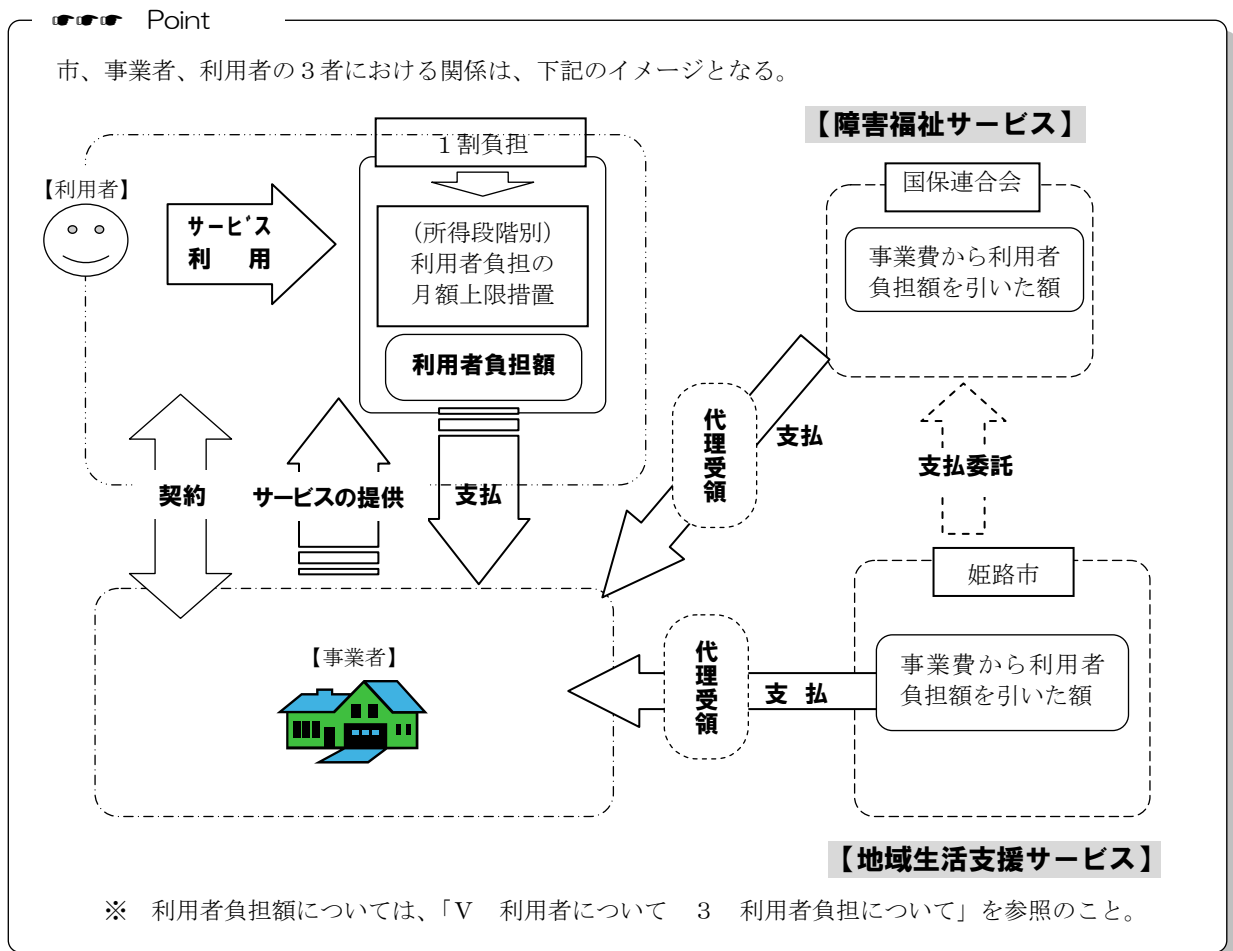 ☛☛☛ Point
市、事業者、利用者の３者における関係は、下記のイメージとなる。
【障害福祉サービス】
１割負担
国保連合会
【利用者】
サービス
利　用
（所得段階別）
利用者負担の
月額上限措置
事業費から利用者
負担額を引いた額
利用者負担額
代理受領
支払
支払委託
契約
サービスの提供
支払
姫路市
【事業者】
代理受領
支 払
事業費から利用者
負担額を引いた額
【地域生活支援サービス】
※　利用者負担額については、「Ⅴ　利用者について　３　利用者負担について」を参照のこと。